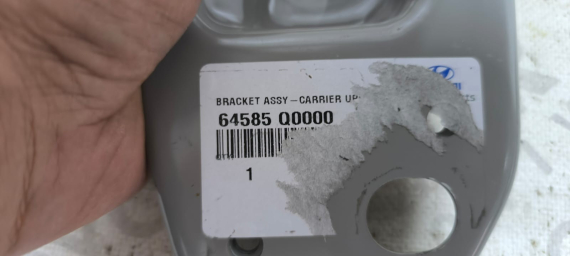 BRACKET ASSY-CARRIER UP
64585 Q0000
1